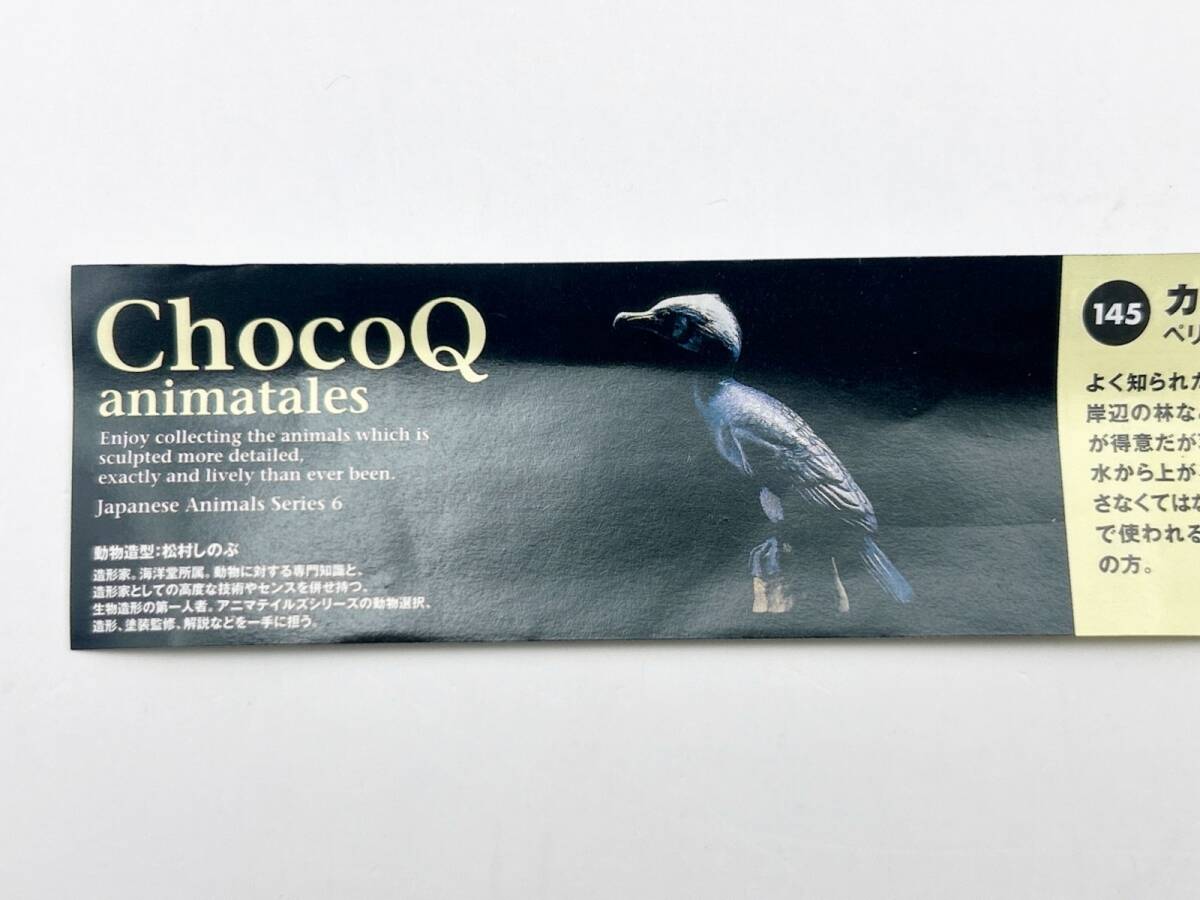 ChocoQ
animatales
Enjoy collecting the animals which is
sculpted more detailed,
exactly and lively than ever been.
Japanese Animals Series 6
動物造型:松村しのぶ
造形家。海洋堂所属。動物に対する専門知識と、
造形家としての高度な技術やセンスを併せ持つ、
生物造形の第一人者。アニマテイルズシリーズの動物選択、
造形、塗装監修、解説などを一手に担う。
145 カ
ペリ
よく知られた
岸辺の林な
が得意だが
水から上が
さなくてはな
で使われる
の方。